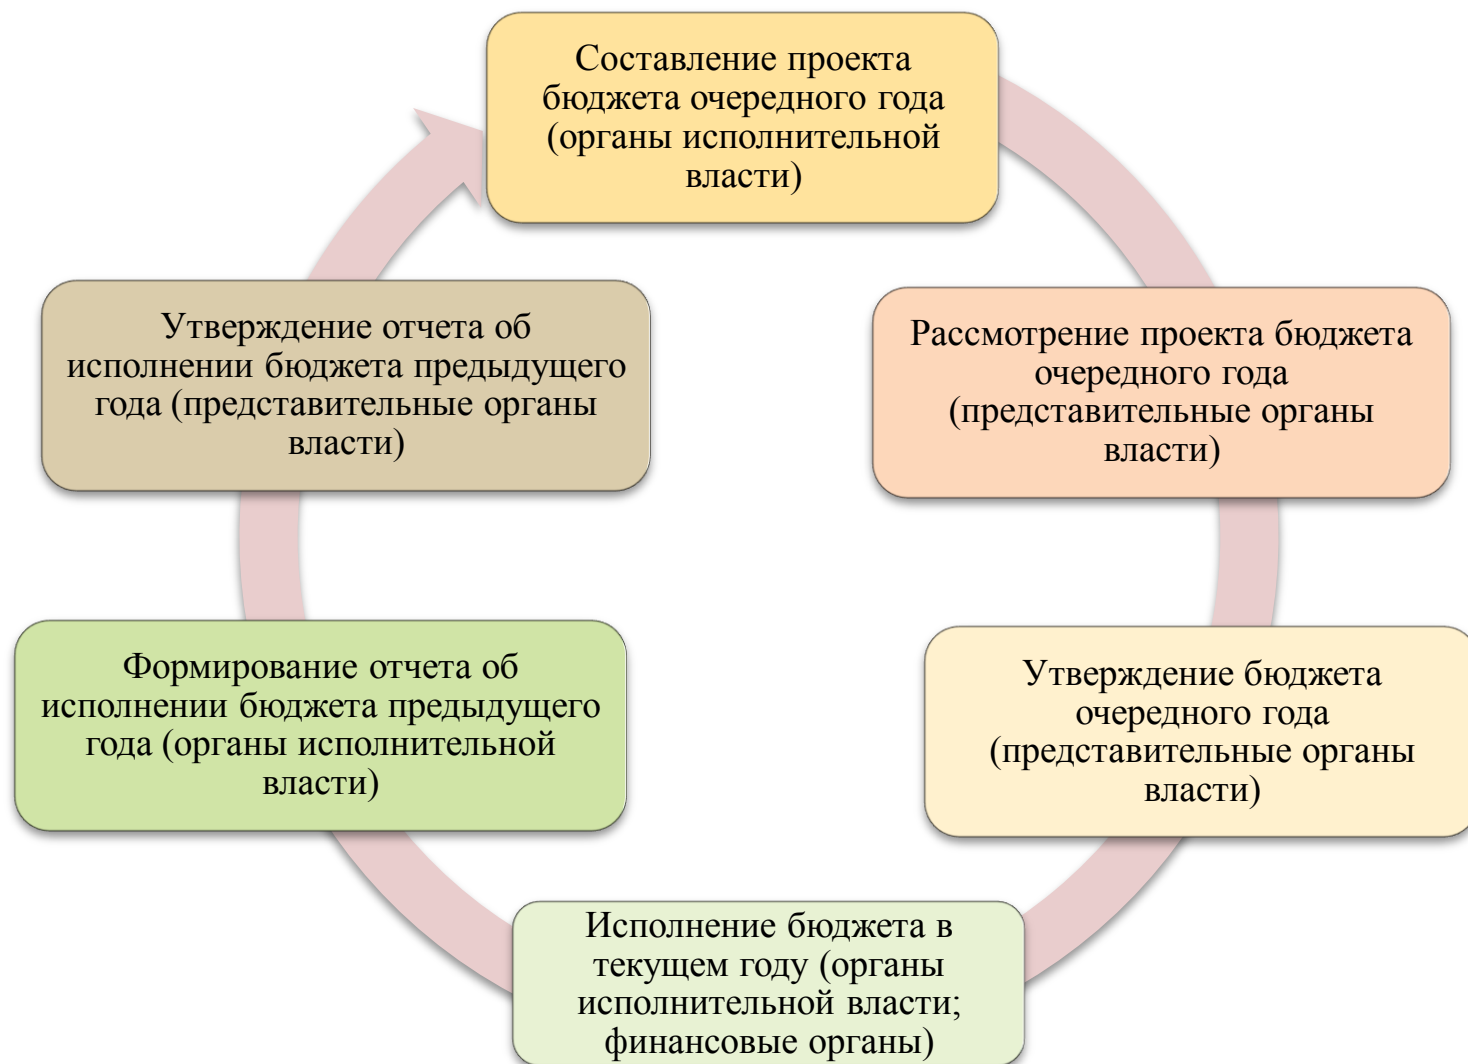 Составление проекта
бюджета очередного года
(органы исполнительной
власти)
Рассмотрение проекта бюджета
очередного года
(представительные органы
власти)
Утверждение бюджета
очередного года
(представительные органы
власти)
Исполнение бюджета в
текущем году (органы
исполнительной власти;
финансовые органы)
Формирование отчета об
исполнении бюджета предыдущего
года (органы исполнительной
власти)
Утверждение отчета об
исполнении бюджета предыдущего
года (представительные органы
власти)